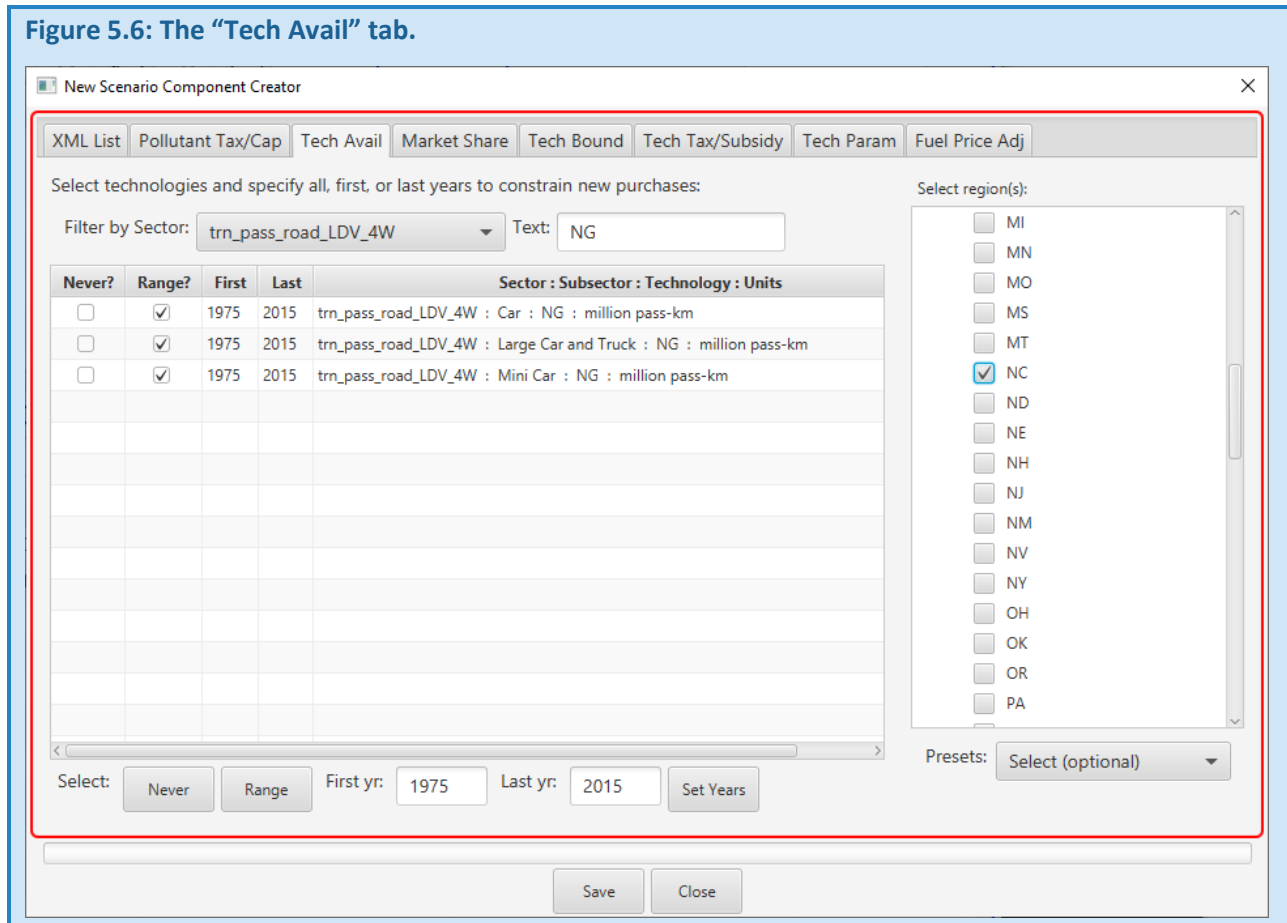 Figure 5.6: The “Tech Avail” tab.
New Scenario Component Creator
XML List Pollutant Tax/Cap Tech Avail Market Share Tech Bound Tech Tax/Subsidy Tech Param Fuel Price Adj
Select technologies and specify all, first, or last years to constrain new purchases:
Filter by Sector: trn_pass_road_LDV_4W Text: NG
Never? Range? First Last Sector : Subsector : Technology : Units
1975 2015 trn_pass_road_LDV_4W : Car : NG : million pass-km
1975 2015 trn_pass_road_LDV_4W : Large Car and Truck : NG : million pass-km
1975 2015 trn_pass_road_LDV_4W : Mini Car : NG : million pass-km
Select: Never Range First yr: 1975 Last yr: 2015 Set Years
Select region(s):
MI
MN
MO
MS
MT
NC
ND
NE
NH
NJ
NM
NV
NY
OH
OK
OR
PA
Presets: Select (optional)
Save Close